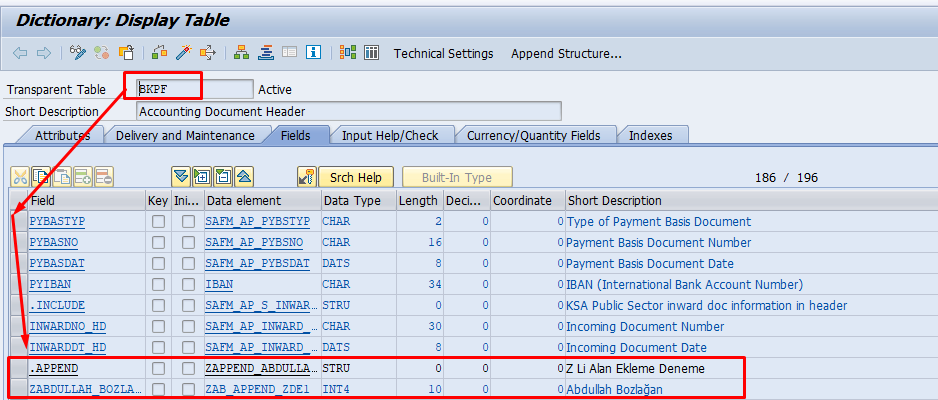 Dictionary: Display Table
Technical Settings Append Structure...
Transparent Table BKPF Active
Short Description Accounting Document Header
Attributes Delivery and Maintenance Fields Input Help/Check Currency/Quantity Fields Indexes
Srch Help Built-In Type 186 / 196
Field Key Ini... Data element Data Type Length Deci... Coordinate Short Description
PYBASTYP SAFM_AP_PYBSTYP CHAR 2 0 0 Type of Payment Basis Document
PYBASNO SAFM_AP_PYBSNO CHAR 16 0 0 Payment Basis Document Number
PYBASDAT SAFM_AP_PYBSDAT DATS 8 0 0 Payment Basis Document Date
PYIBAN IBAN CHAR 34 0 0 IBAN (International Bank Account Number)
.INCLUDE SAFM_AP_S_INWAR... STRU 0 0 0 KSA Public Sector inward doc information in header
INWARDNO_HD SAFM_AP_INWARD_... CHAR 30 0 0 Incoming Document Number
INWARDDT_HD SAFM_AP_INWARD_... DATS 8 0 0 Incoming Document Date
.APPEND ZAPPEND_ABDULLA... STRU 0 0 0 Z Li Alan Ekleme Deneme
ZABDULLAH_BOZLA... ZAB_APPEND_ZDE1 INT4 10 0 0 Abdullah Bozlağan